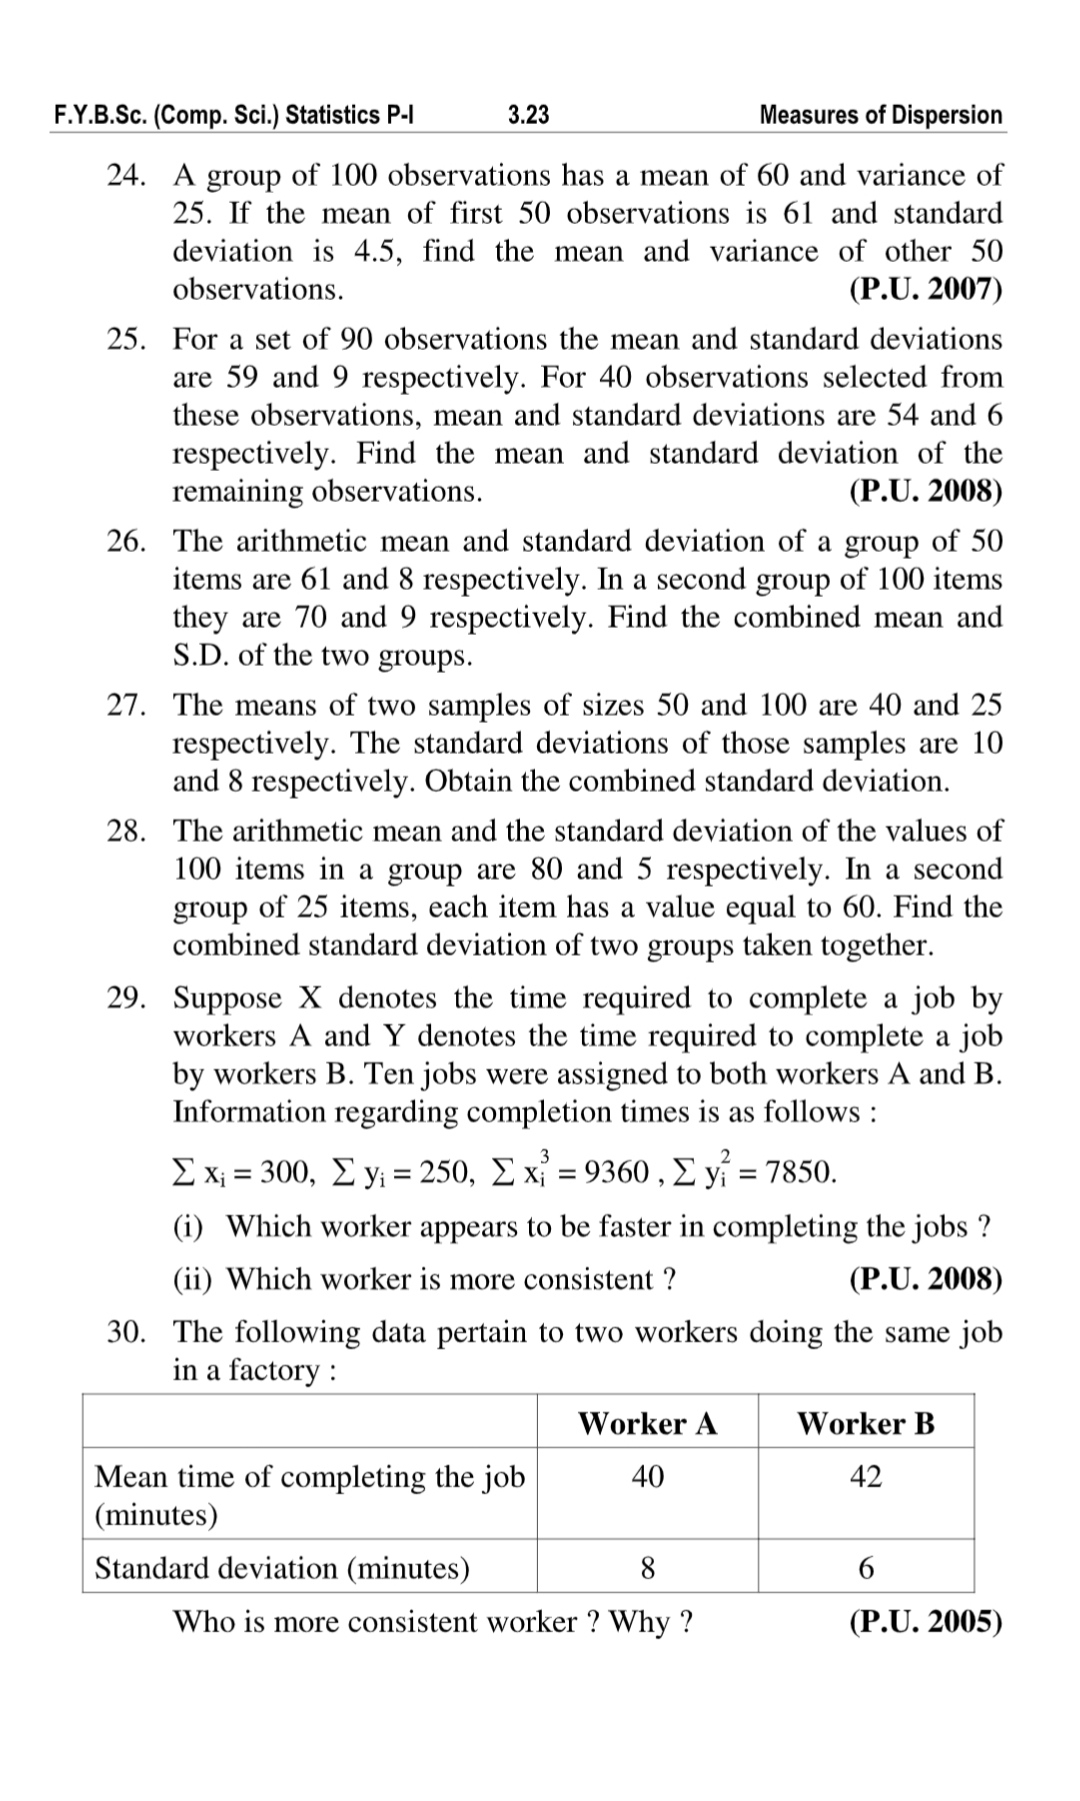 F.Y.B.Sc. (Comp. Sci.) Statistics P-I 3.23 Measures of Dispersion
24. A group of 100 observations has a mean of 60 and variance of
25. If the mean of first 50 observations is 61 and standard
deviation is 4.5, find the mean and variance of other 50
observations. (P.U. 2007)
25. For a set of 90 observations the mean and standard deviations
are 59 and 9 respectively. For 40 observations selected from
these observations, mean and standard deviations are 54 and 6
respectively. Find the mean and standard deviation of the
remaining observations. (P.U. 2008)
26. The arithmetic mean and standard deviation of a group of 50
items are 61 and 8 respectively. In a second group of 100 items
they are 70 and 9 respectively. Find the combined mean and
S.D. of the two groups.
27. The means of two samples of sizes 50 and 100 are 40 and 25
respectively. The standard deviations of those samples are 10
and 8 respectively. Obtain the combined standard deviation.
28. The arithmetic mean and the standard deviation of the values of
100 items in a group are 80 and 5 respectively. In a second
group of 25 items, each item has a value equal to 60. Find the
combined standard deviation of two groups taken together.
29. Suppose X denotes the time required to complete a job by
workers A and Y denotes the time required to complete a job
by workers B. Ten jobs were assigned to both workers A and B.
Information regarding completion times is as follows :
∑ xᵢ = 300, ∑ yᵢ = 250, ∑ xᵢ³ = 9360 , ∑ yᵢ² = 7850.
(i) Which worker appears to be faster in completing the jobs ?
(ii) Which worker is more consistent ? (P.U. 2008)
30. The following data pertain to two workers doing the same job
in a factory :
Worker A Worker B
Mean time of completing the job 40 42
(minutes)
Standard deviation (minutes) 8 6
Who is more consistent worker ? Why ? (P.U. 2005)